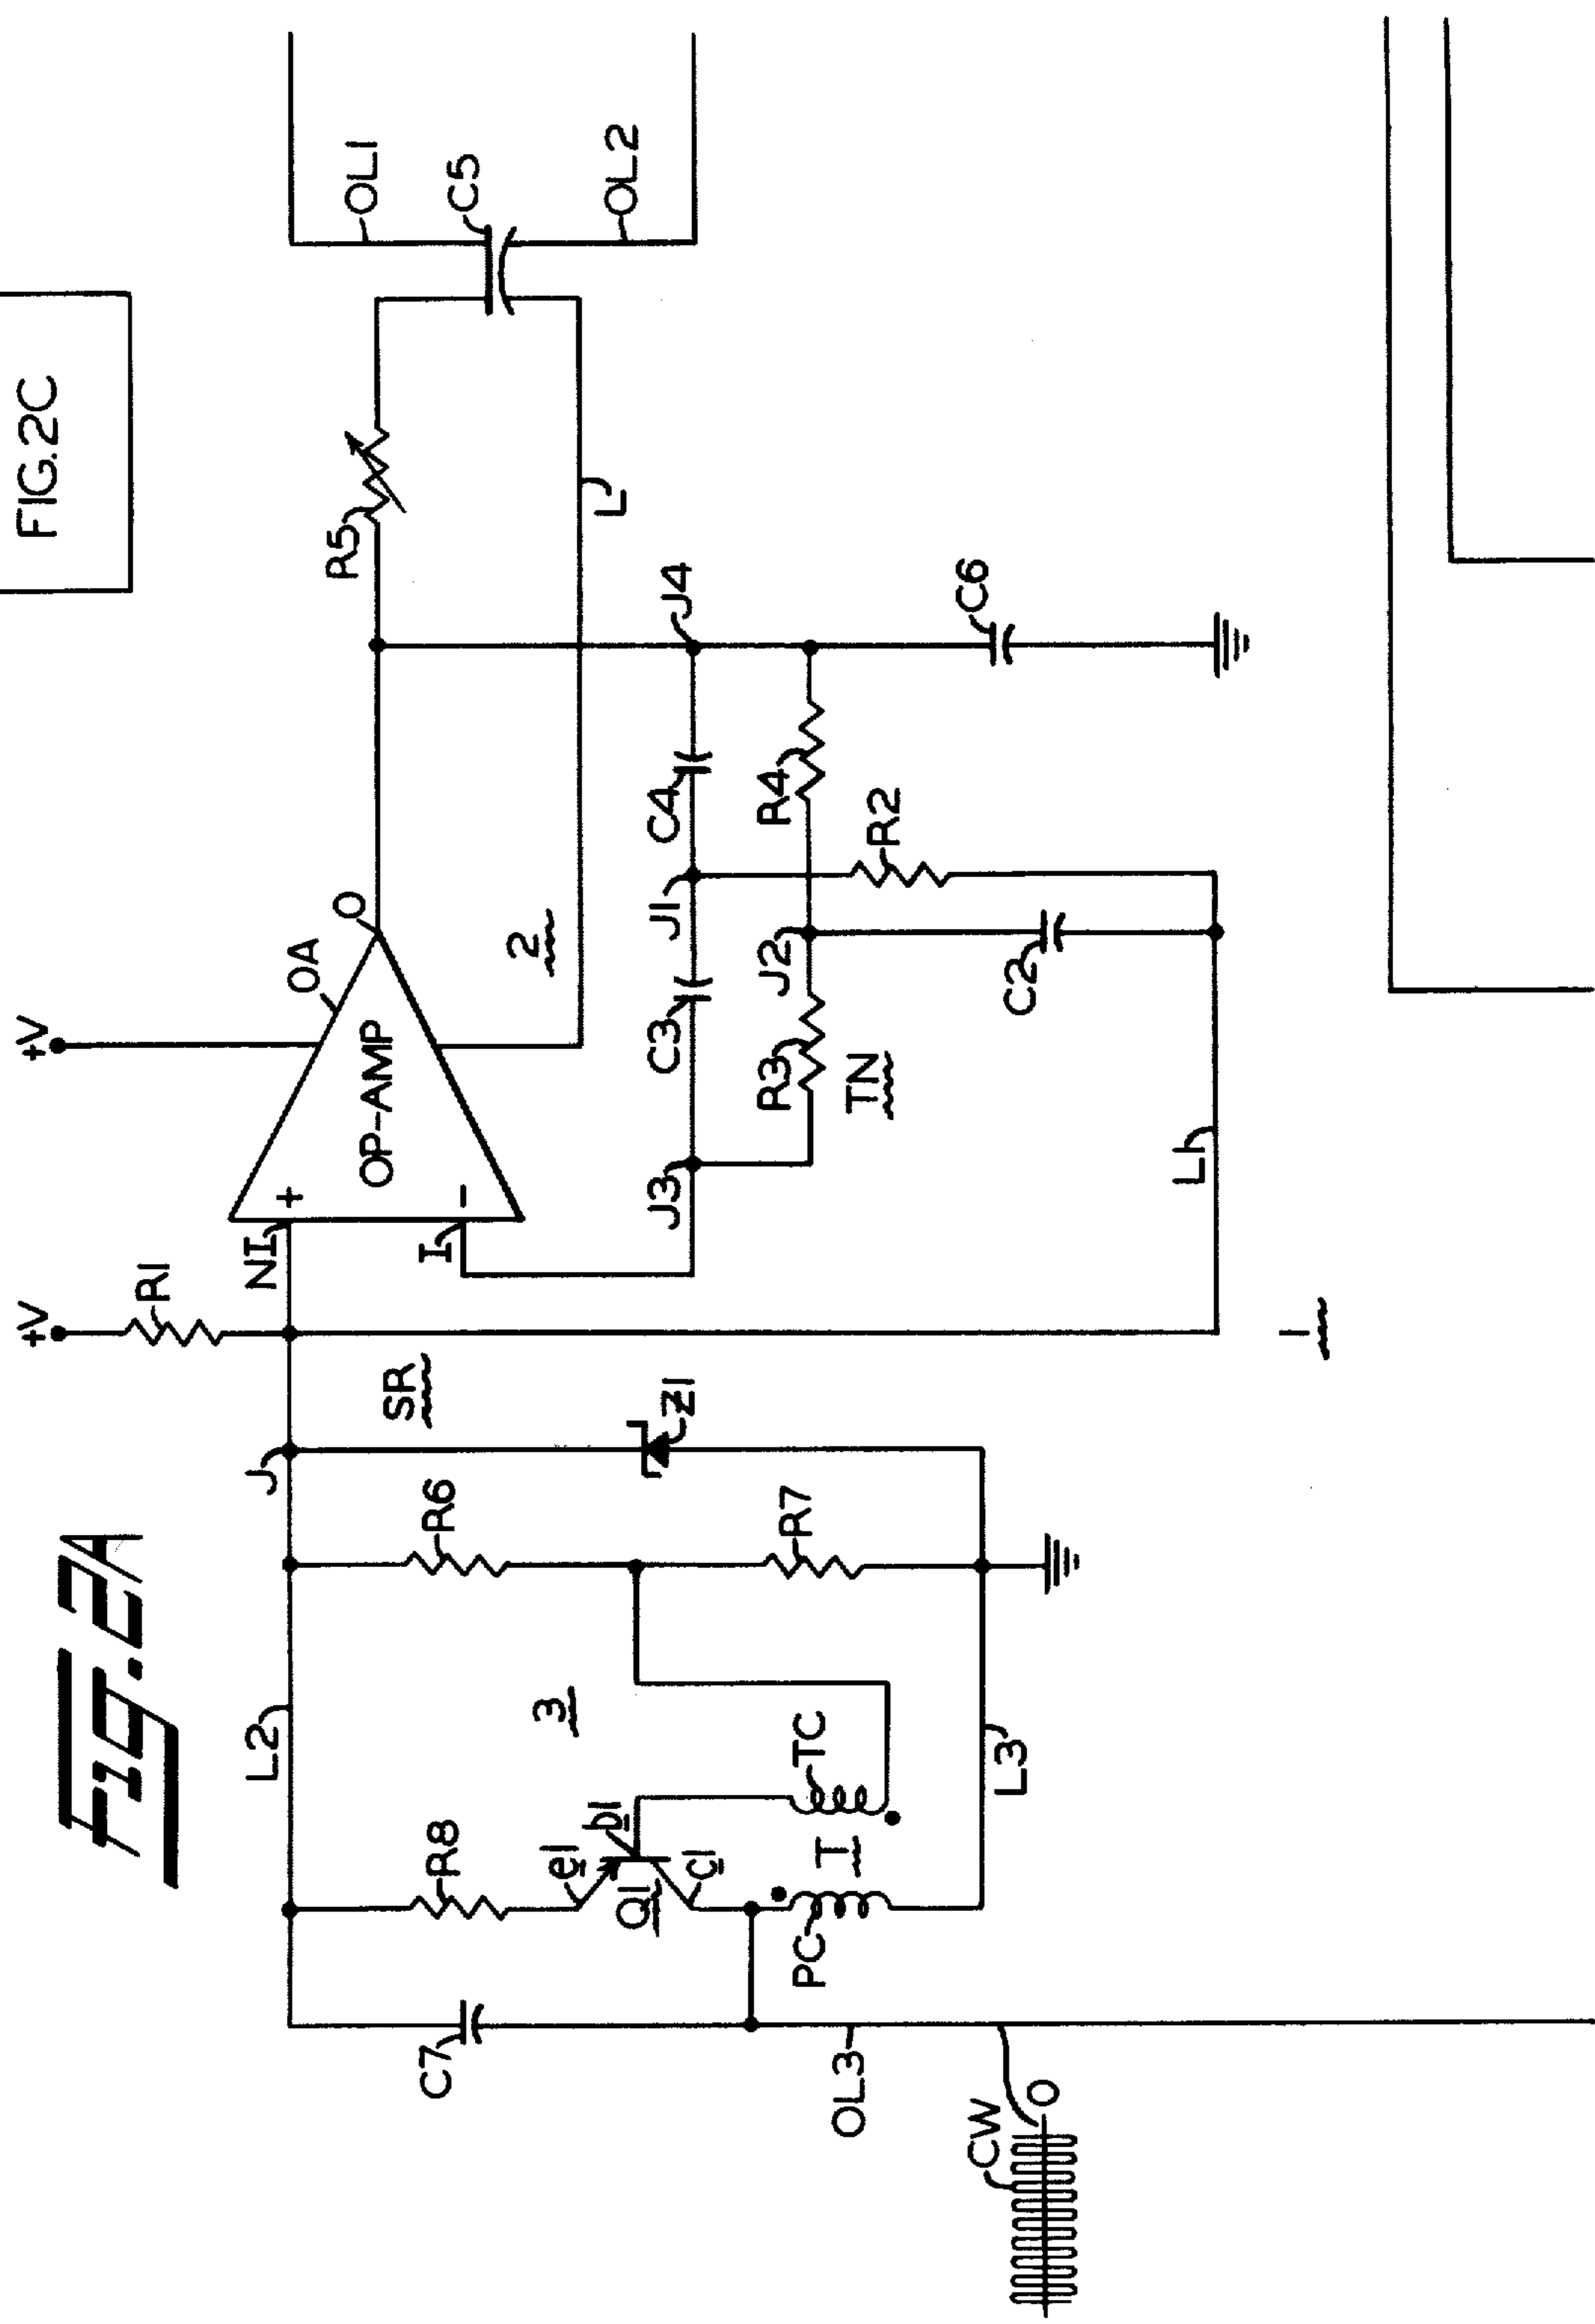 FIG. 2A
FIG.2C
+V
+V
R1
L2
J
NI
+
OA
O
OL1
I
-
OP-AMP
R5
C5
SR
2
OL2
C7
R8
R6
L
e1
b1
Q1
c1
3
Z1
J3
C3
J1
C4
J4
PC
T
TC
R7
R3
J2
R4
TN
R2
OL3
L3
C2
C6
CW
O
L1
1